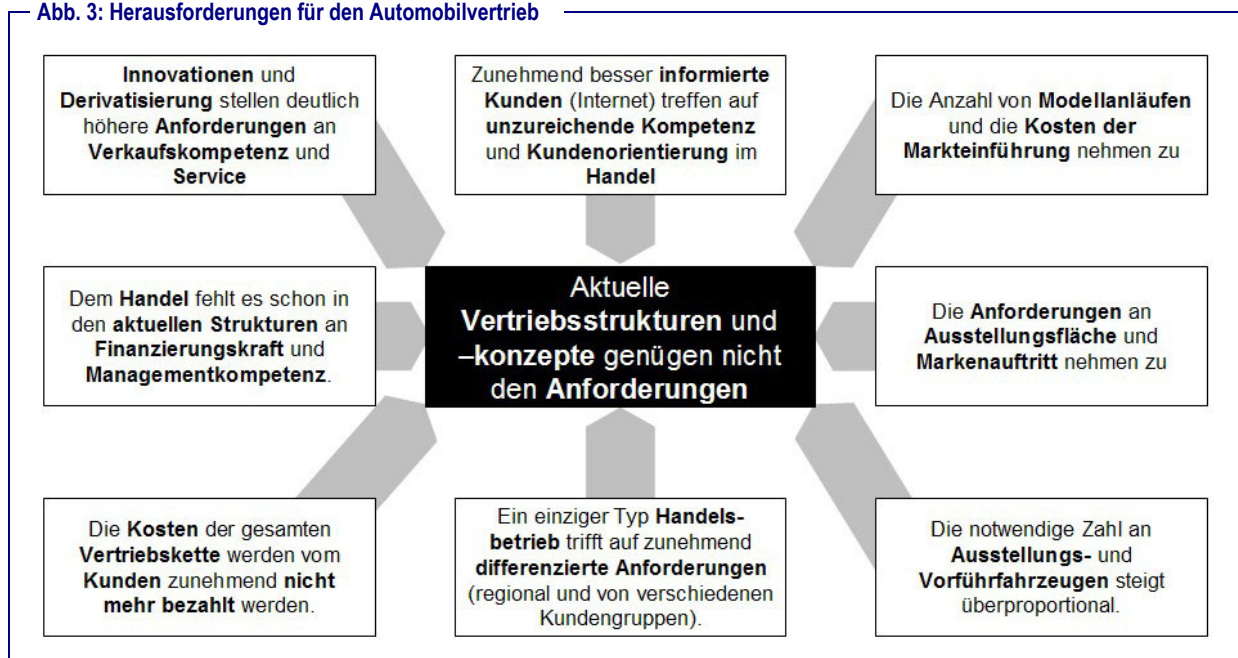 Abb. 3: Herausforderungen für den Automobilvertrieb
Innovationen und
Derivatisierung stellen deutlich
höhere Anforderungen an
Verkaufskompetenz und
Service
Zunehmend besser informierte
Kunden (Internet) treffen auf
unzureichende Kompetenz
und Kundenorientierung im
Handel
Die Anzahl von Modellanläufen
und die Kosten der
Markteinführung nehmen zu
Dem Handel fehlt es schon in
den aktuellen Strukturen an
Finanzierungskraft und
Managementkompetenz.
Aktuelle
Vertriebsstrukturen und
–konzepte genügen nicht
den Anforderungen
Die Anforderungen an
Ausstellungsfläche und
Markenauftritt nehmen zu
Die Kosten der gesamten
Vertriebskette werden vom
Kunden zunehmend nicht
mehr bezahlt werden.
Ein einziger Typ Handels-
betrieb trifft auf zunehmend
differenzierte Anforderungen
(regional und von verschiedenen
Kundengruppen).
Die notwendige Zahl an
Ausstellungs- und
Vorführfahrzeugen steigt
überproportional.